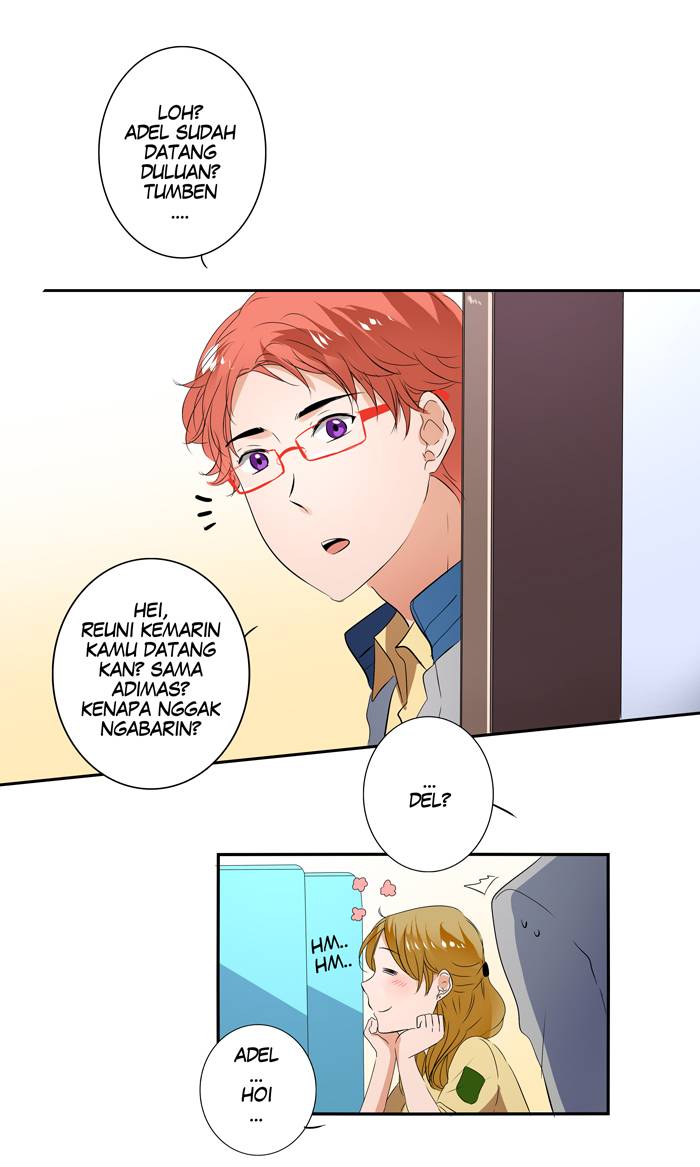 LOH?
ADEL SUDAH
DATANG
DULUAN?
TUMBEN
....
HEI,
REUNI KEMARIN
KAMU DATANG
KAN? SAMA
ADIMAS?
KENAPA NGGAK
NGABARIN?
...
DEL?
HM..
HM..
ADEL
...
HOI
...